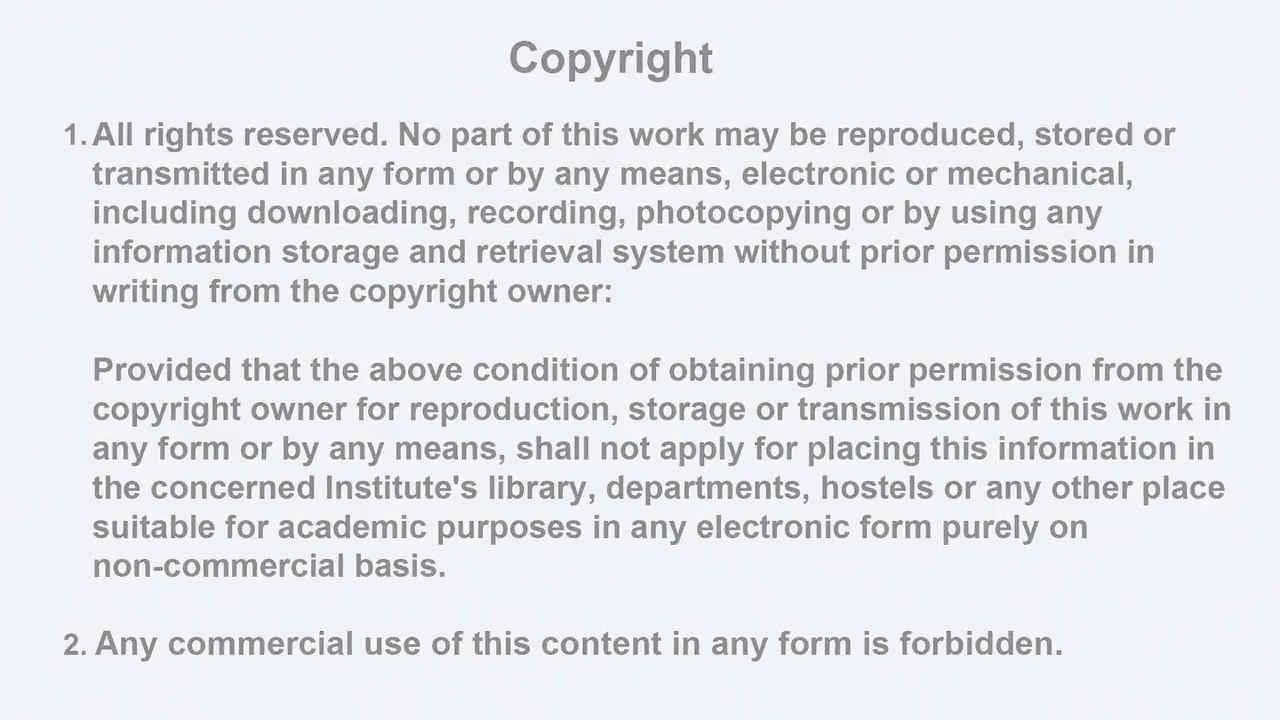 Copyright
1. All rights reserved. No part of this work may be reproduced, stored or
transmitted in any form or by any means, electronic or mechanical,
including downloading, recording, photocopying or by using any
information storage and retrieval system without prior permission in
writing from the copyright owner:
Provided that the above condition of obtaining prior permission from the
copyright owner for reproduction, storage or transmission of this work in
any form or by any means, shall not apply for placing this information in
the concerned Institute's library, departments, hostels or any other place
suitable for academic purposes in any electronic form purely on
non-commercial basis.
2. Any commercial use of this content in any form is forbidden.